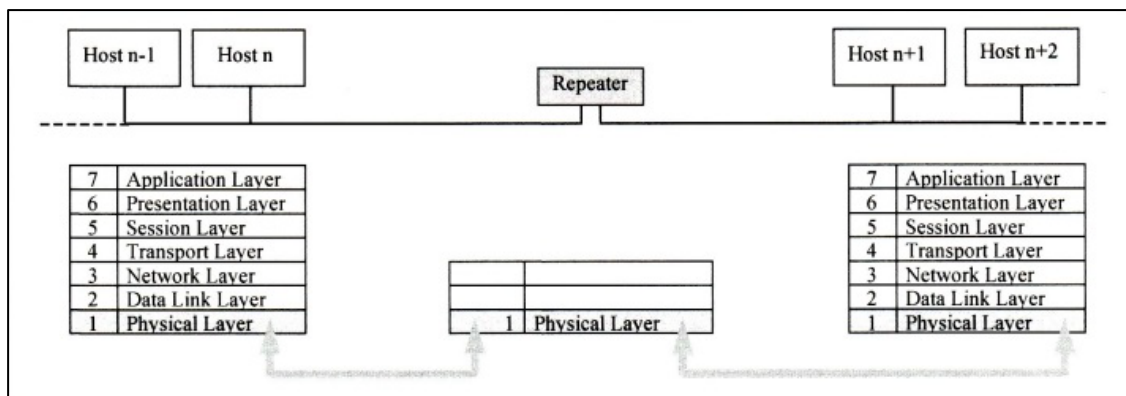 Host n-1
Host n
Repeater
Host n+1
Host n+2
7 Application Layer
6 Presentation Layer
5 Session Layer
4 Transport Layer
3 Network Layer
2 Data Link Layer
1 Physical Layer
1 Physical Layer
7 Application Layer
6 Presentation Layer
5 Session Layer
4 Transport Layer
3 Network Layer
2 Data Link Layer
1 Physical Layer